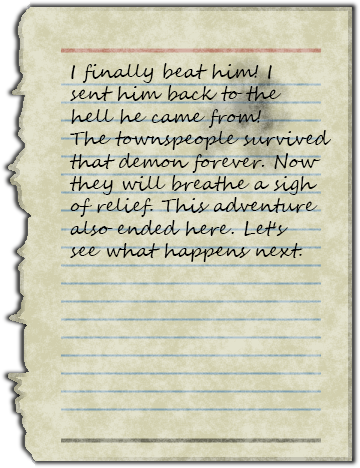 I finally beat him! I
sent him back to the
hell he came from!
The townspeople survived
that demon forever. Now
they will breathe a sigh
of relief. This adventure
also ended here. Let's
see what happens next.